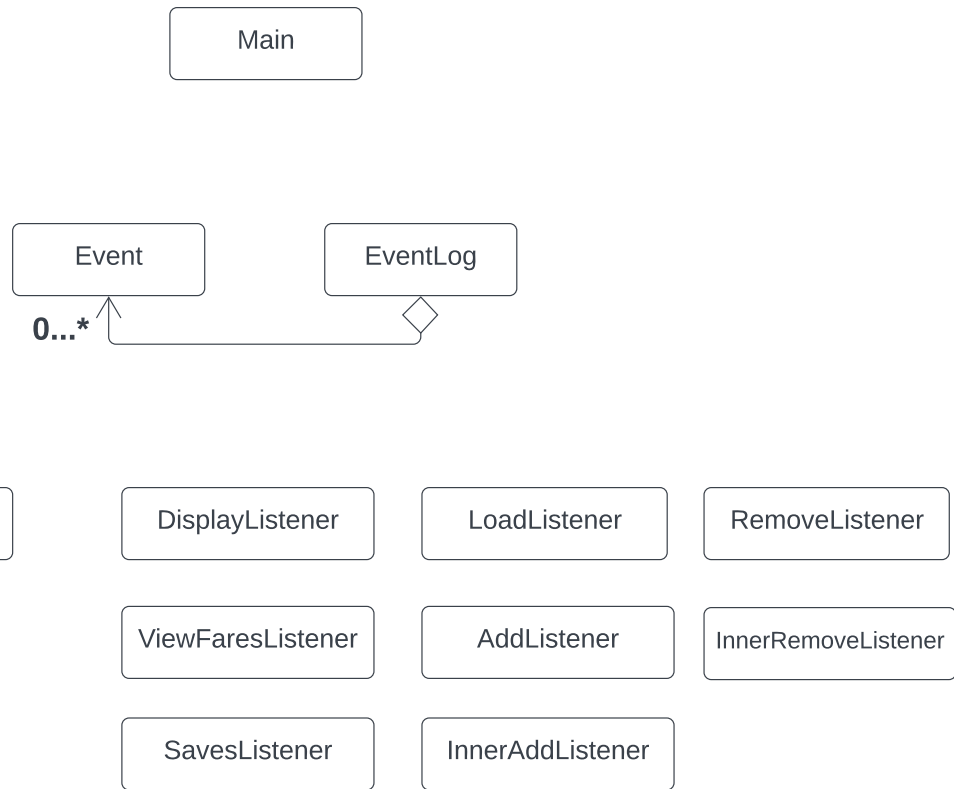 Main
Event
EventLog
0...*
DisplayListener
LoadListener
RemoveListener
ViewFaresListener
AddListener
InnerRemoveListener
SavesListener
InnerAddListener